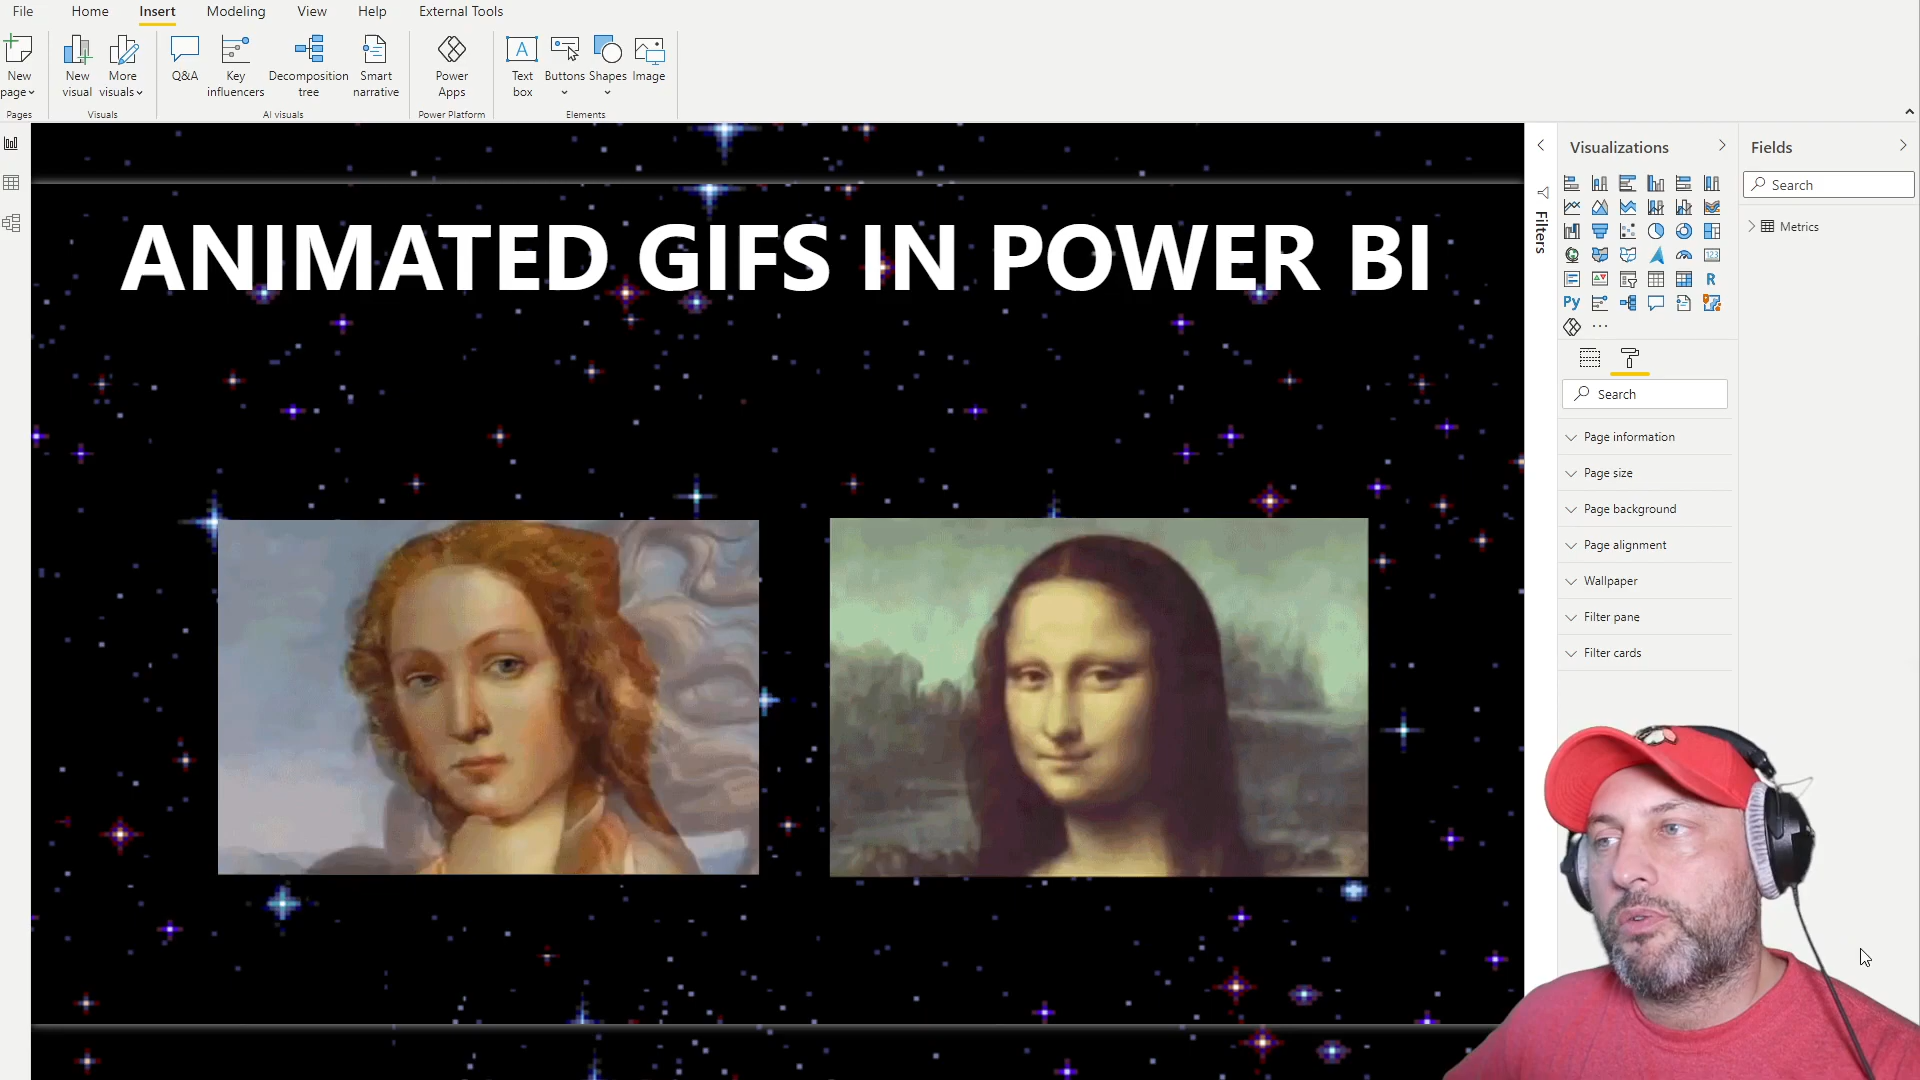 File Home Insert Modeling View Help External Tools
New page
New visual
More visuals
Q&A
Key influencers
Decomposition tree
Smart narrative
Power Apps
Text box
Buttons
Shapes
Image
Pages
Visuals
AI visuals
Power Platform
Elements
ANIMATED GIFS IN POWER BI
Filters
Visualizations
123
R
Py
Search
Page information
Page size
Page background
Page alignment
Wallpaper
Filter pane
Filter cards
Fields
Search
Metrics